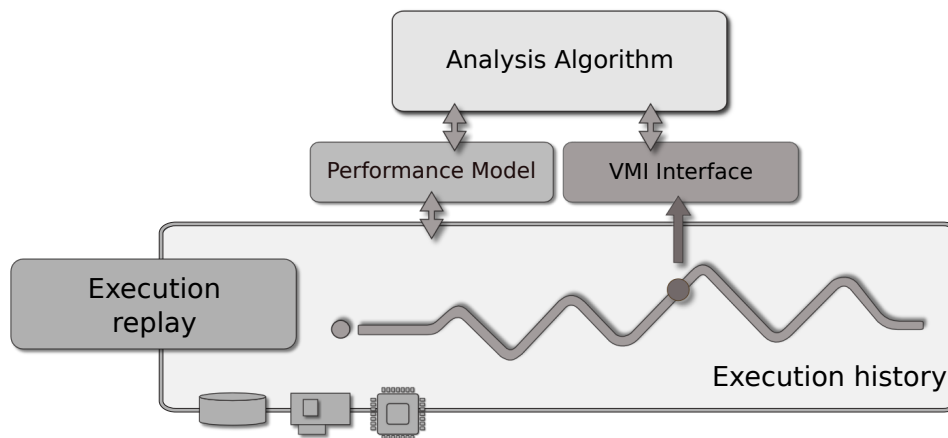 Analysis Algorithm
Performance Model
VMI Interface
Execution
replay
Execution history